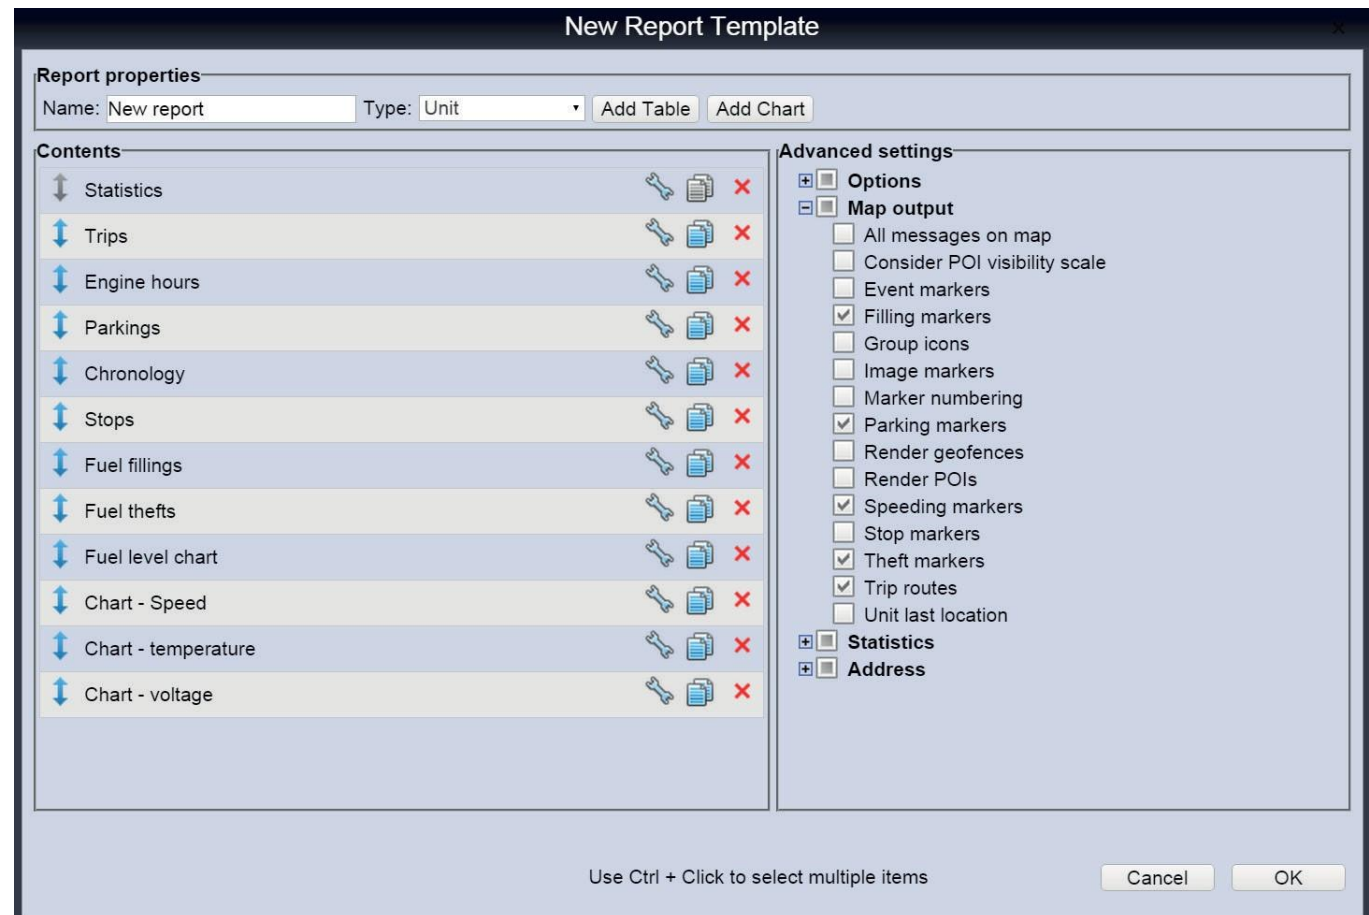 New Report Template
Report properties
Name: New report Type: Unit Add Table Add Chart
Contents
Statistics
Trips
Engine hours
Parkings
Chronology
Stops
Fuel fillings
Fuel thefts
Fuel level chart
Chart - Speed
Chart - temperature
Chart - voltage
Advanced settings
Options
Map output
All messages on map
Consider POI visibility scale
Event markers
Filling markers
Group icons
Image markers
Marker numbering
Parking markers
Render geofences
Render POIs
Speeding markers
Stop markers
Theft markers
Trip routes
Unit last location
Statistics
Address
Use Ctrl + Click to select multiple items
Cancel OK